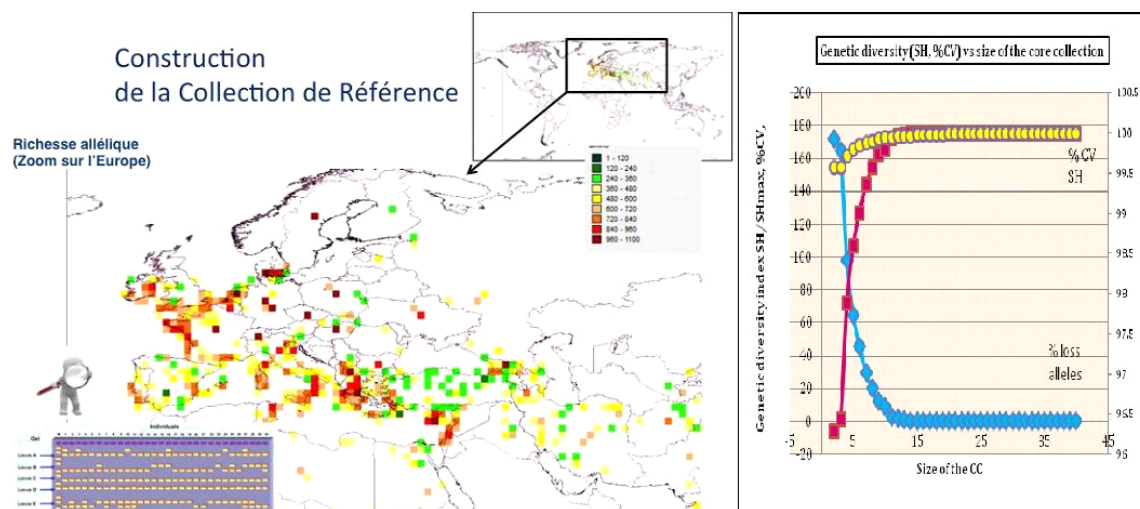 Construction
de la Collection de Référence
Richesse allélique
(Zoom sur l'Europe)
1 - 120
120 - 240
240 - 360
360 - 480
480 - 600
600 - 720
720 - 840
840 - 960
960 - 1100
Individuals
Gel
Locus A
Locus B
Locus C
Locus D
Locus E
Genetic diversity (SH, %CV) vs size of the core collection
Genetic diversity index SH / SHmax, %CV,
200
180
160
140
120
100
80
60
40
20
0
-20
-5
5
15
25
35
45
100.5
100
99.5
99
98.5
98
97.5
97
96.5
96
% CV
SH
% loss
alleles
Size of the CC